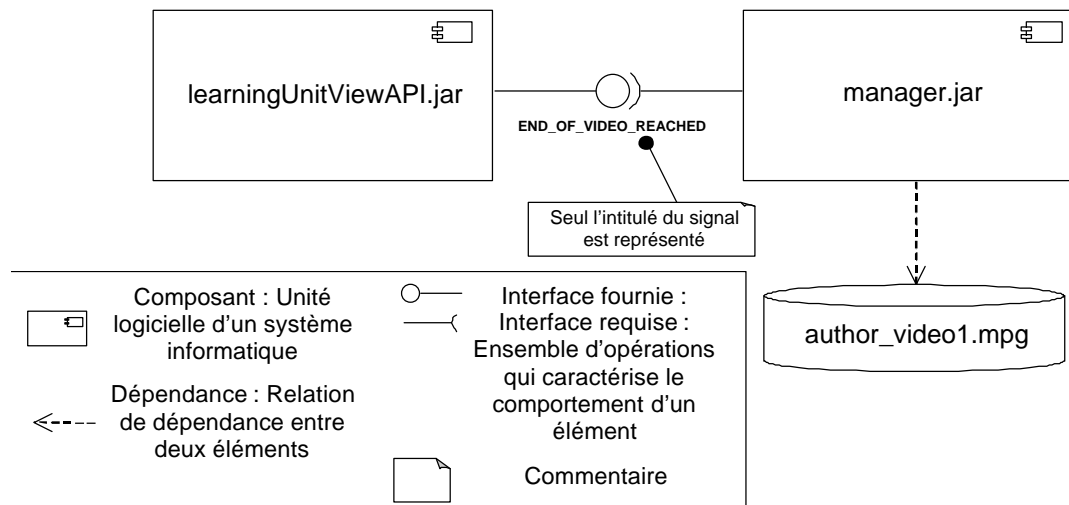 learningUnitViewAPI.jar
manager.jar
END_OF_VIDEO_REACHED
Seul l'intitulé du signal
est représenté
author_video1.mpg
Composant : Unité
logicielle d'un système
informatique
Dépendance : Relation
de dépendance entre
deux éléments
Interface fournie :
Interface requise :
Ensemble d'opérations
qui caractérise le
comportement d'un
élément
Commentaire